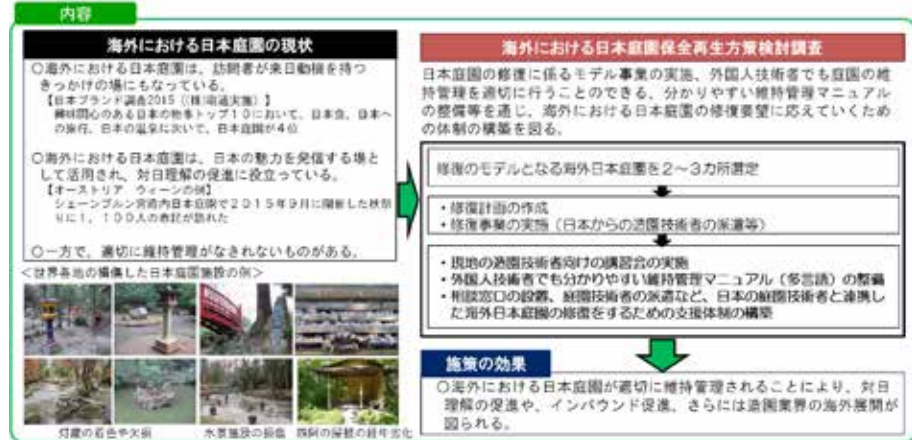 内容
海外における日本庭園の現状
○海外における日本庭園は、訪問者が来日動機を持つ
きっかけの場にもなっている。
【日本ブランド調査2015((株)電通実施)】
興味関心のある日本の物事トップ10において、日本食、日本へ
の旅行、日本の温泉に次いで、日本庭園が4位
○海外における日本庭園は、日本の魅力を発信する場と
して活用され、対日理解の促進に役立っている。
【オーストリア ウィーンの例】
シェーンブルン宮殿内日本庭園で2015年9月に開催した秋祭
りに1,100人の市民が訪れた
○一方で、適切に維持管理がなされないものがある。
<世界各地の損傷した日本庭園施設の例>
灯籠の着色や欠損
水景施設の損傷
四阿の屋根の経年劣化
海外における日本庭園保全再生方策検討調査
日本庭園の修復に係るモデル事業の実施、外国人技術者でも庭園の維
持管理を適切に行うことのできる、分かりやすい維持管理マニュアル
の整備等を通じ、海外における日本庭園の修復要望に応えていくため
の体制の構築を図る。
修復のモデルとなる海外日本庭園を2～3カ所選定
・修復計画の作成
・修復事業の実施(日本からの造園技術者の派遣等)
・現地の造園技術者向けの講習会の実施
・外国人技術者でも分かりやすい維持管理マニュアル(多言語)の整備
・相談窓口の設置、庭園技術者の派遣など、日本の庭園技術者と連携し
た海外日本庭園の修復をするための支援体制の構築
施策の効果
○海外における日本庭園が適切に維持管理されることにより、対日
理解の促進や、インバウンド促進、さらには造園業界の海外展開が
図られる。